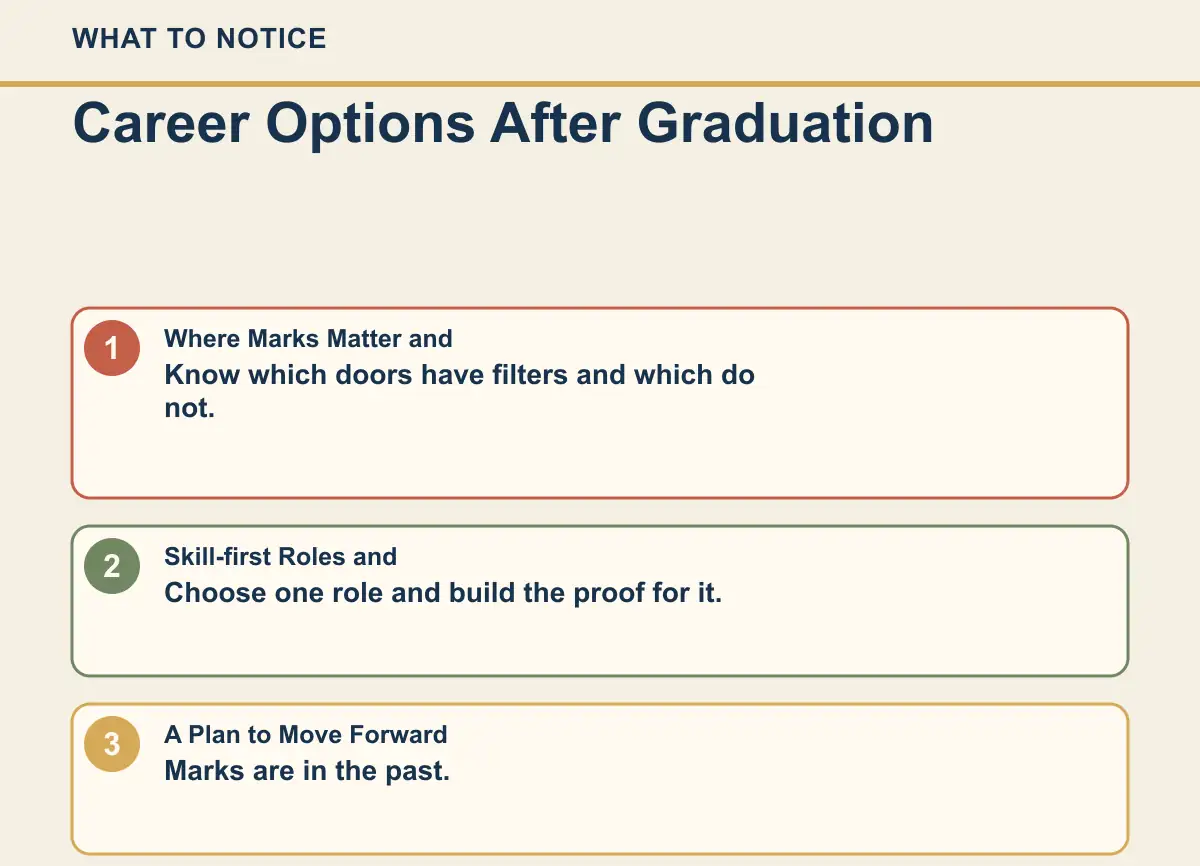 WHAT TO NOTICE
Career Options After Graduation
1
Where Marks Matter and
Know which doors have filters and which do
not.
2
Skill-first Roles and
Choose one role and build the proof for it.
3
A Plan to Move Forward
Marks are in the past.